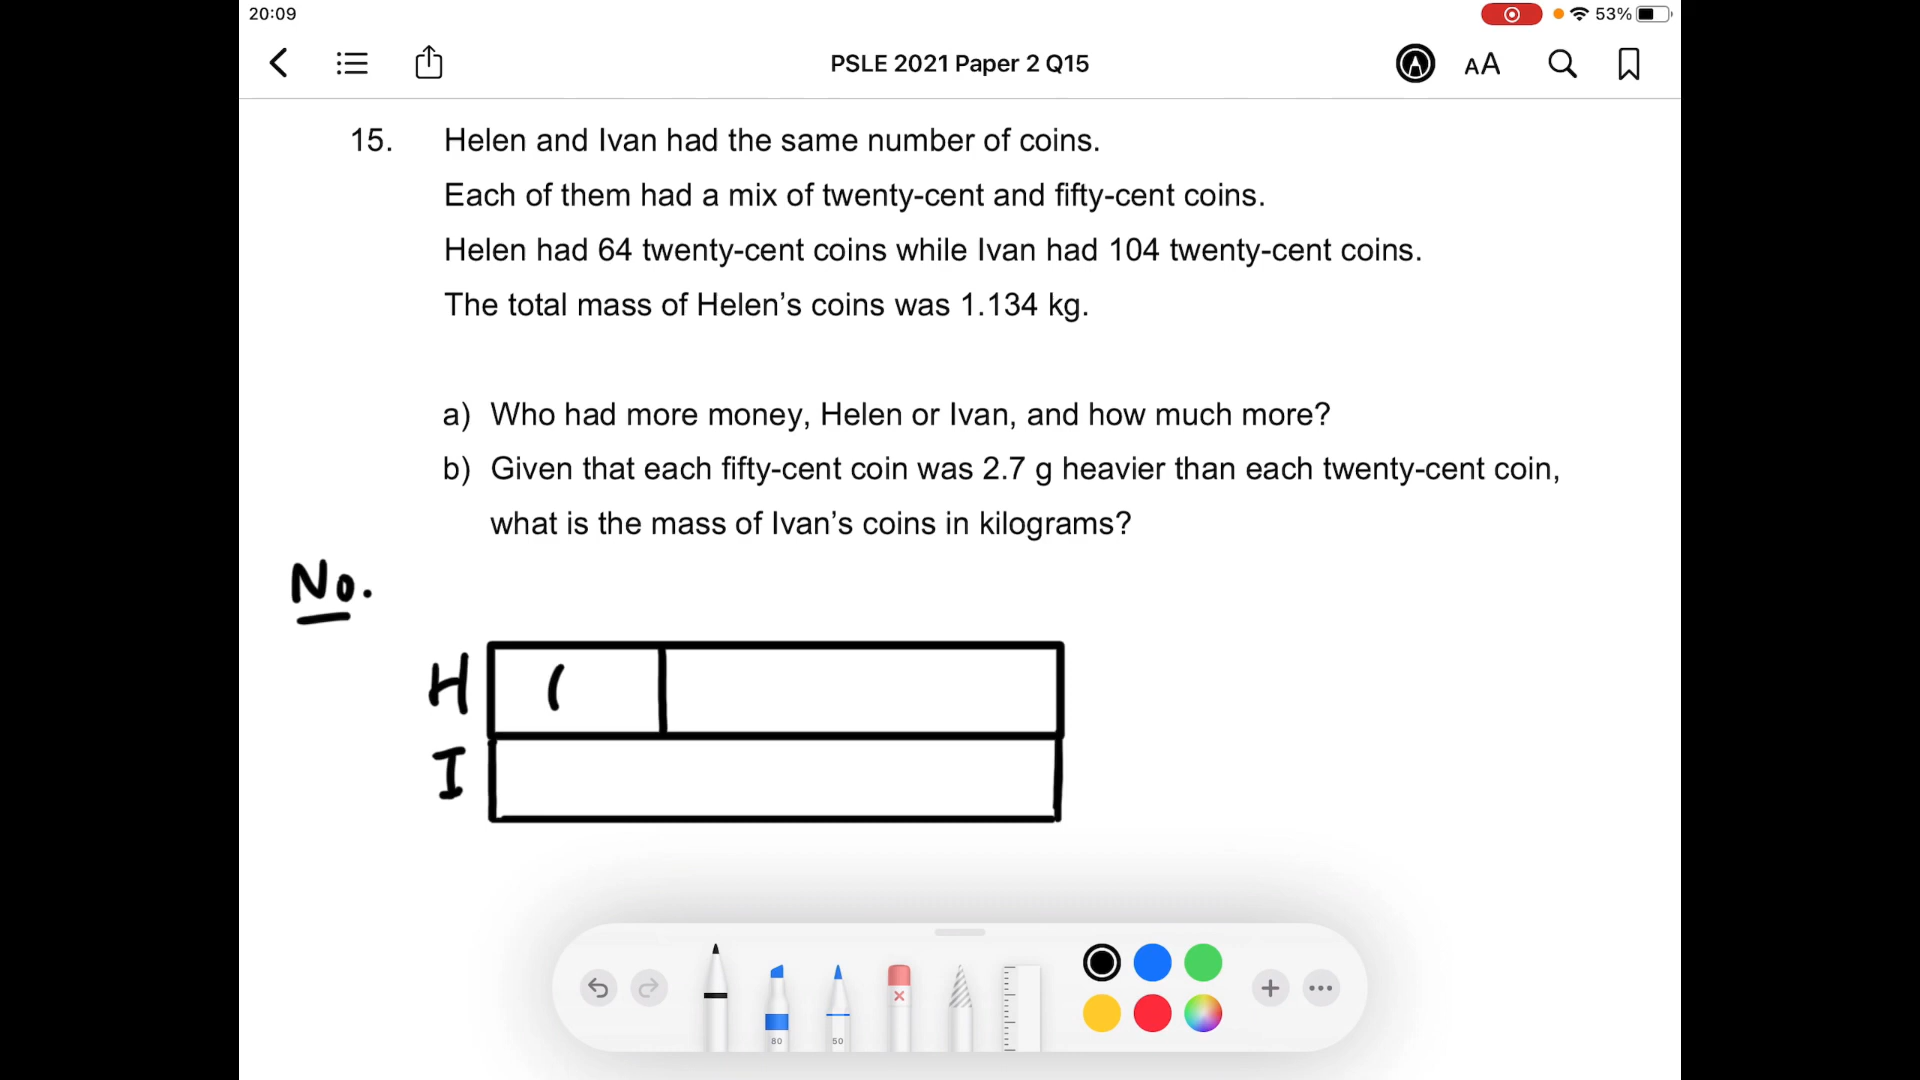 20:09
53%
PSLE 2021 Paper 2 Q15
AA
15. Helen and Ivan had the same number of coins.
Each of them had a mix of twenty-cent and fifty-cent coins.
Helen had 64 twenty-cent coins while Ivan had 104 twenty-cent coins.
The total mass of Helen’s coins was 1.134 kg.
a) Who had more money, Helen or Ivan, and how much more?
b) Given that each fifty-cent coin was 2.7 g heavier than each twenty-cent coin,
what is the mass of Ivan’s coins in kilograms?
No.
H (
I
80 50